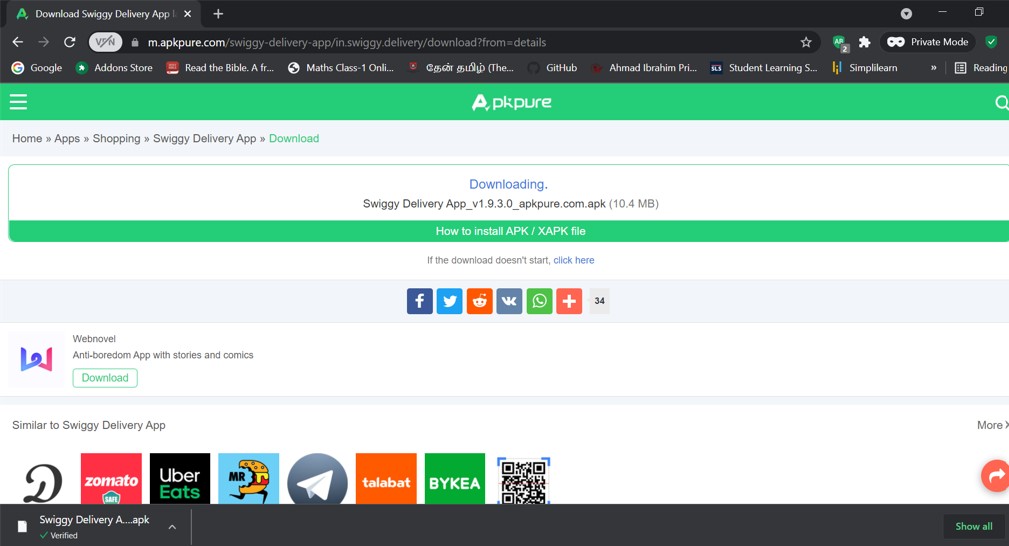 Download Swiggy Delivery App
VPN
m.apkpure.com/swiggy-delivery-app/in.swiggy.delivery/download?from=details
2
Private Mode
Google
Addons Store
Read the Bible. A fr...
Maths Class-1 Onli...
தேன் தமிழ் (The...
GitHub
Ahmad Ibrahim Pri...
SLS
Student Learning S...
Simplilearn
»
Reading
Apkpure
Home » Apps » Shopping » Swiggy Delivery App » Download
Downloading.
Swiggy Delivery App_v1.9.3.0_apkpure.com.apk (10.4 MB)
How to install APK / XAPK file
If the download doesn't start, click here
34
Webnovel
Anti-boredom App with stories and comics
Download
Similar to Swiggy Delivery App
More
D
zomato
SAFE
Uber
Eats
MR
D
talabat
BYKEA
Swiggy Delivery A....apk
Verified
Show all